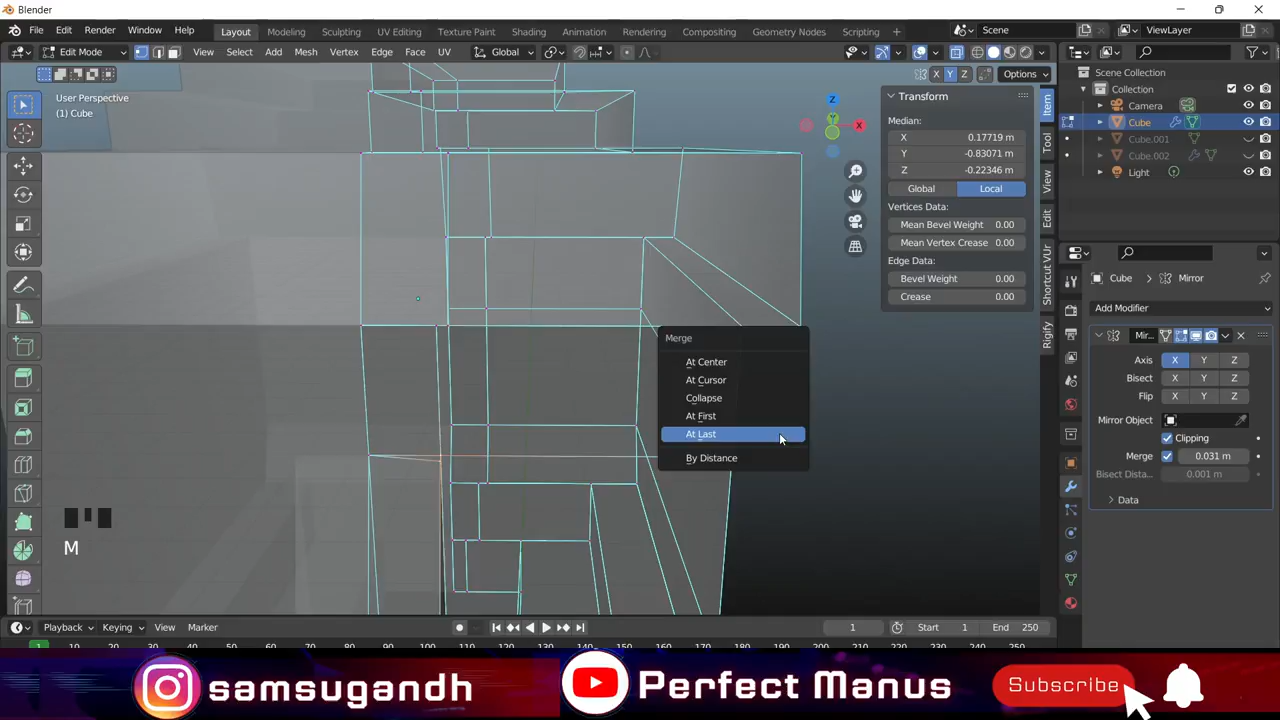 Blender
File Edit Render Window Help Layout Modeling Sculpting UV Editing Texture Paint Shading Animation Rendering Compositing Geometry Nodes Scripting + Scene ViewLayer
Edit Mode View Select Add Mesh Vertex Edge Face UV Global
X Y Z Options
User Perspective
(1) Cube
Z
Y
X
Transform
Median:
X 0.17719 m
Y -0.83071 m
Z -0.22346 m
Global Local
Vertices Data:
Mean Bevel Weight 0.00
Mean Vertex Crease 0.00
Edge Data:
Bevel Weight 0.00
Crease 0.00
Item
Tool
View
Edit
Shortcut VUr
Rigify
Scene Collection
Collection
Camera
Cube
Cube.001
Cube.002
Light
Cube Mirror
Add Modifier
Mir...
Axis X Y Z
Bisect X Y Z
Flip X Y Z
Mirror Object
Clipping
Merge 0.031 m
Bisect Dista... 0.001 m
Data
Merge
At Center
At Cursor
Collapse
At First
At Last
By Distance
M
Playback Keying View Marker 1 Start 1 End 250
samsugandh Perfect Manus Subscribe